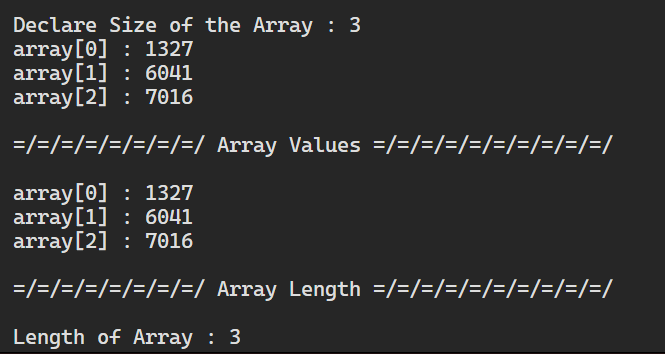 Declare Size of the Array : 3
array[0] : 1327
array[1] : 6041
array[2] : 7016
=/=/=/=/=/=/=/=/ Array Values =/=/=/=/=/=/=/=/=/=/
array[0] : 1327
array[1] : 6041
array[2] : 7016
=/=/=/=/=/=/=/=/ Array Length =/=/=/=/=/=/=/=/=/=/
Length of Array : 3